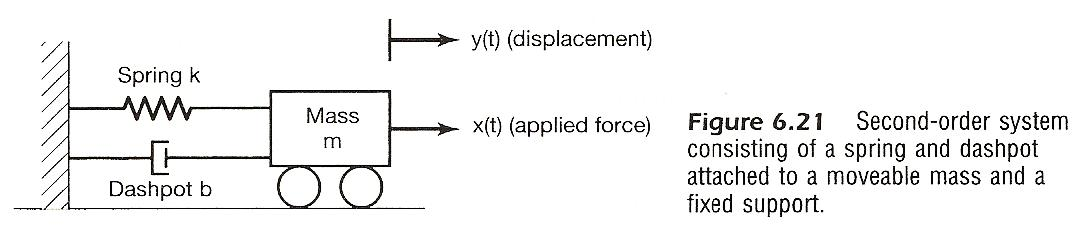 y(t) (displacement)
Spring k
Mass
m
x(t) (applied force)
Dashpot b
Figure 6.21 Second-order system
consisting of a spring and dashpot
attached to a moveable mass and a
fixed support.